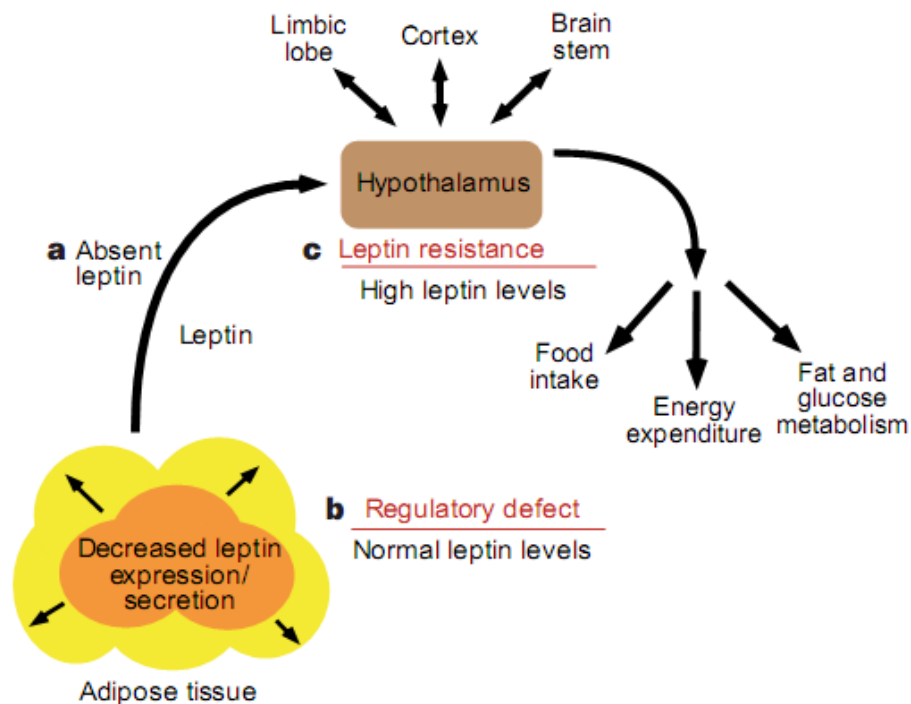 Limbic
lobe
Cortex
Brain
stem
Hypothalamus
a Absent
leptin
c Leptin resistance
High leptin levels
Leptin
Food
intake
Energy
expenditure
Fat and
glucose
metabolism
b Regulatory defect
Normal leptin levels
Decreased leptin
expression/
secretion
Adipose tissue